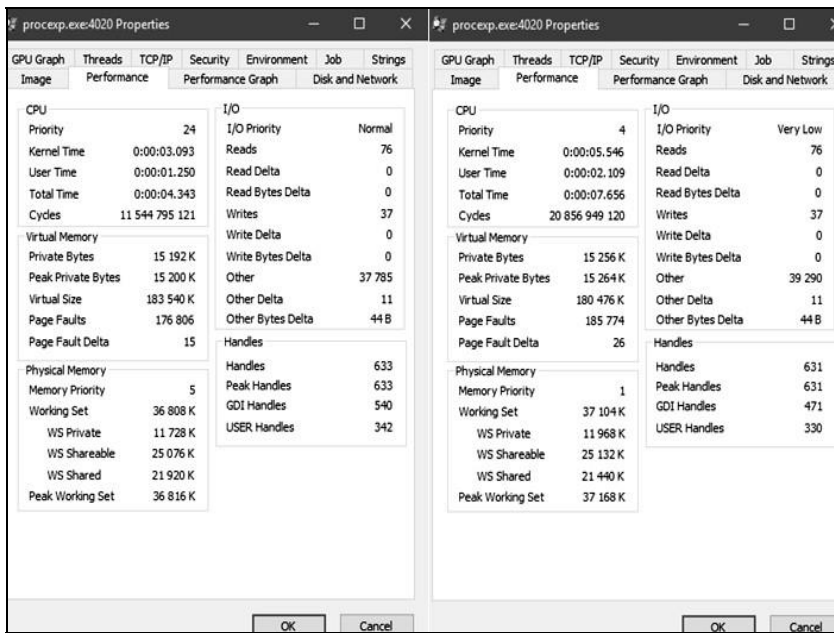 procexp.exe:4020 Properties
GPU Graph Threads TCP/IP Security Environment Job Strings
Image Performance Performance Graph Disk and Network
CPU
Priority 24
Kernel Time 0:00:03.093
User Time 0:00:01.250
Total Time 0:00:04.343
Cycles 11 544 795 121
Virtual Memory
Private Bytes 15 192 K
Peak Private Bytes 15 200 K
Virtual Size 183 540 K
Page Faults 176 806
Page Fault Delta 15
Physical Memory
Memory Priority 5
Working Set 36 808 K
WS Private 11 728 K
WS Shareable 25 076 K
WS Shared 21 920 K
Peak Working Set 36 816 K
I/O
I/O Priority Normal
Reads 76
Read Delta 0
Read Bytes Delta 0
Writes 37
Write Delta 0
Write Bytes Delta 0
Other 37 785
Other Delta 11
Other Bytes Delta 44 B
Handles
Handles 633
Peak Handles 633
GDI Handles 540
USER Handles 342
OK Cancel
procexp.exe:4020 Properties
GPU Graph Threads TCP/IP Security Environment Job Strings
Image Performance Performance Graph Disk and Network
CPU
Priority 4
Kernel Time 0:00:05.546
User Time 0:00:02.109
Total Time 0:00:07.656
Cycles 20 856 949 120
Virtual Memory
Private Bytes 15 256 K
Peak Private Bytes 15 264 K
Virtual Size 180 476 K
Page Faults 185 774
Page Fault Delta 26
Physical Memory
Memory Priority 1
Working Set 37 104 K
WS Private 11 968 K
WS Shareable 25 132 K
WS Shared 21 440 K
Peak Working Set 37 168 K
I/O
I/O Priority Very Low
Reads 76
Read Delta 0
Read Bytes Delta 0
Writes 37
Write Delta 0
Write Bytes Delta 0
Other 39 290
Other Delta 11
Other Bytes Delta 44 B
Handles
Handles 631
Peak Handles 631
GDI Handles 471
USER Handles 330
OK Cancel